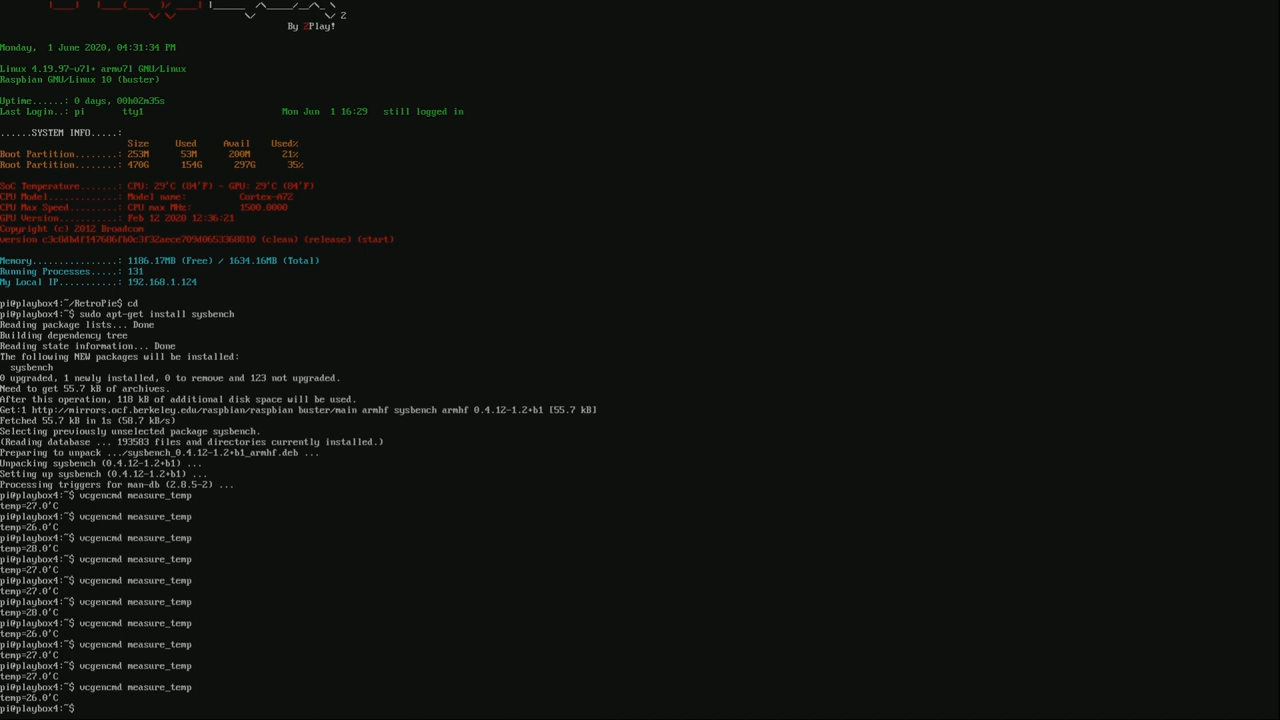 2
By 2Play!
Monday,  1 June 2020, 04:31:34 PM
Linux 4.19.97-v7l+ armv7l GNU/Linux
Raspbian GNU/Linux 10 (buster)
Uptime......: 0 days, 00h02m35s
Last Login..: pi       tty1                          Mon Jun  1 16:29   still logged in
......SYSTEM INFO.....:
Size     Used      Avail    Used%
Boot Partition........: 253M      53M      200M      21%
Root Partition........: 470G      154G      297G      35%
SoC Temperature.......: CPU: 29'C (84'F) - GPU: 29'C (84'F)
CPU Model.............: Model name:          Cortex-A72
CPU Max Speed.........: CPU max MHz:         1500.0000
GPU Version...........: Feb 12 2020 12:36:21
Copyright (c) 2012 Broadcom
version c3c8dbdf147686fb0c3f32aece709d0653368810 (clean) (release) (start)
Memory................: 1186.17MB (Free) / 1634.16MB (Total)
Running Processes.....: 131
My Local IP...........: 192.168.1.124
pi@playbox4:~/RetroPie$ cd
pi@playbox4:~$ sudo apt-get install sysbench
Reading package lists... Done
Building dependency tree
Reading state information... Done
The following NEW packages will be installed:
  sysbench
0 upgraded, 1 newly installed, 0 to remove and 123 not upgraded.
Need to get 55.7 kB of archives.
After this operation, 118 kB of additional disk space will be used.
Get:1 http://mirrors.ocf.berkeley.edu/raspbian/raspbian buster/main armhf sysbench armhf 0.4.12-1.2+b1 [55.7 kB]
Fetched 55.7 kB in 1s (58.7 kB/s)
Selecting previously unselected package sysbench.
(Reading database ... 193583 files and directories currently installed.)
Preparing to unpack .../sysbench_0.4.12-1.2+b1_armhf.deb ...
Unpacking sysbench (0.4.12-1.2+b1) ...
Setting up sysbench (0.4.12-1.2+b1) ...
Processing triggers for man-db (2.8.5-2) ...
pi@playbox4:~$ vcgencmd measure_temp
temp=27.0'C
pi@playbox4:~$ vcgencmd measure_temp
temp=26.0'C
pi@playbox4:~$ vcgencmd measure_temp
temp=28.0'C
pi@playbox4:~$ vcgencmd measure_temp
temp=27.0'C
pi@playbox4:~$ vcgencmd measure_temp
temp=27.0'C
pi@playbox4:~$ vcgencmd measure_temp
temp=28.0'C
pi@playbox4:~$ vcgencmd measure_temp
temp=26.0'C
pi@playbox4:~$ vcgencmd measure_temp
temp=27.0'C
pi@playbox4:~$ vcgencmd measure_temp
temp=27.0'C
pi@playbox4:~$ vcgencmd measure_temp
temp=26.0'C
pi@playbox4:~$